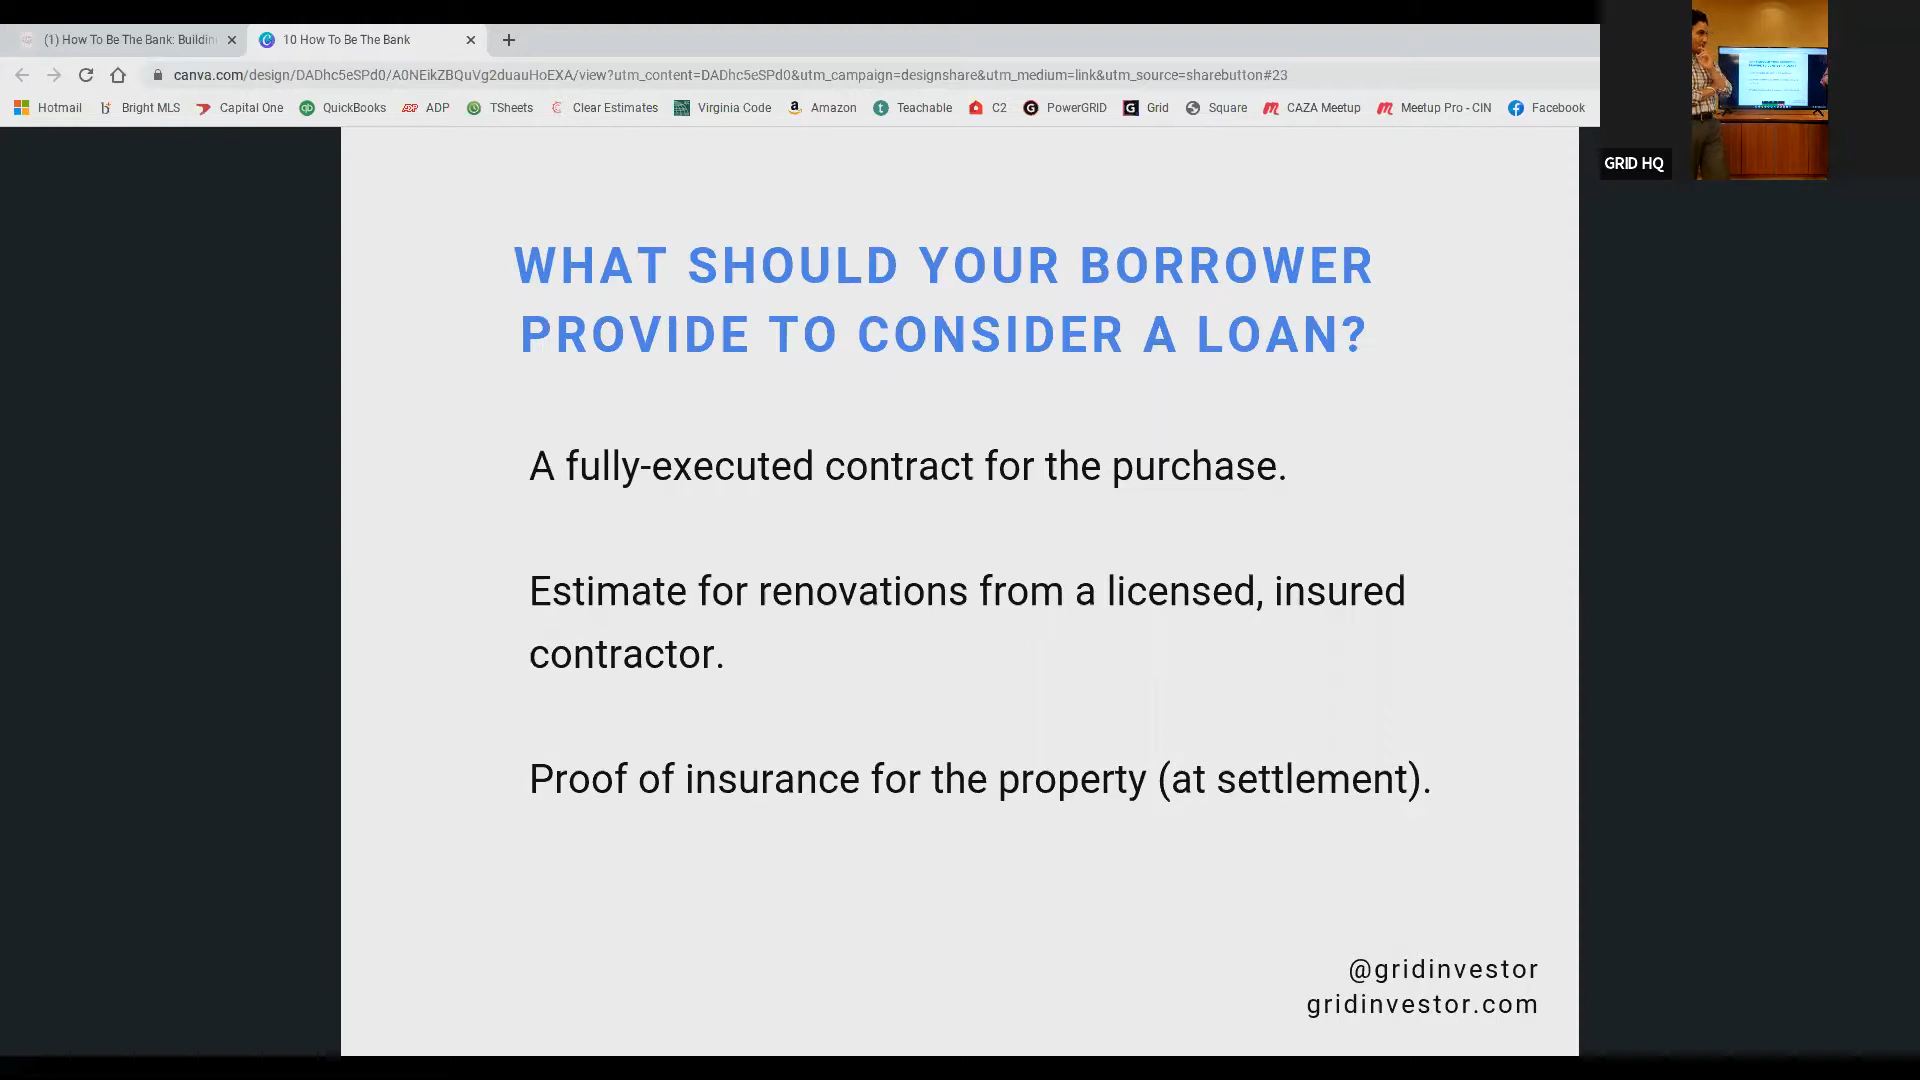 (1) How To Be The Bank: Buildin
10 How To Be The Bank
canva.com/design/DADhc5eSPd0/A0NEikZBQuVg2duauHoEXA/view?utm_content=DADhc5eSPd0&utm_campaign=designshare&utm_medium=link&utm_source=sharebutton#23
Hotmail Bright MLS Capital One QuickBooks ADP TSheets Clear Estimates Virginia Code Amazon Teachable C2 PowerGRID Grid Square CAZA Meetup Meetup Pro - CIN Facebook
GRID HQ
WHAT SHOULD YOUR BORROWER
PROVIDE TO CONSIDER A LOAN?
A fully-executed contract for the purchase.
Estimate for renovations from a licensed, insured
contractor.
Proof of insurance for the property (at settlement).
@gridinvestor
gridinvestor.com